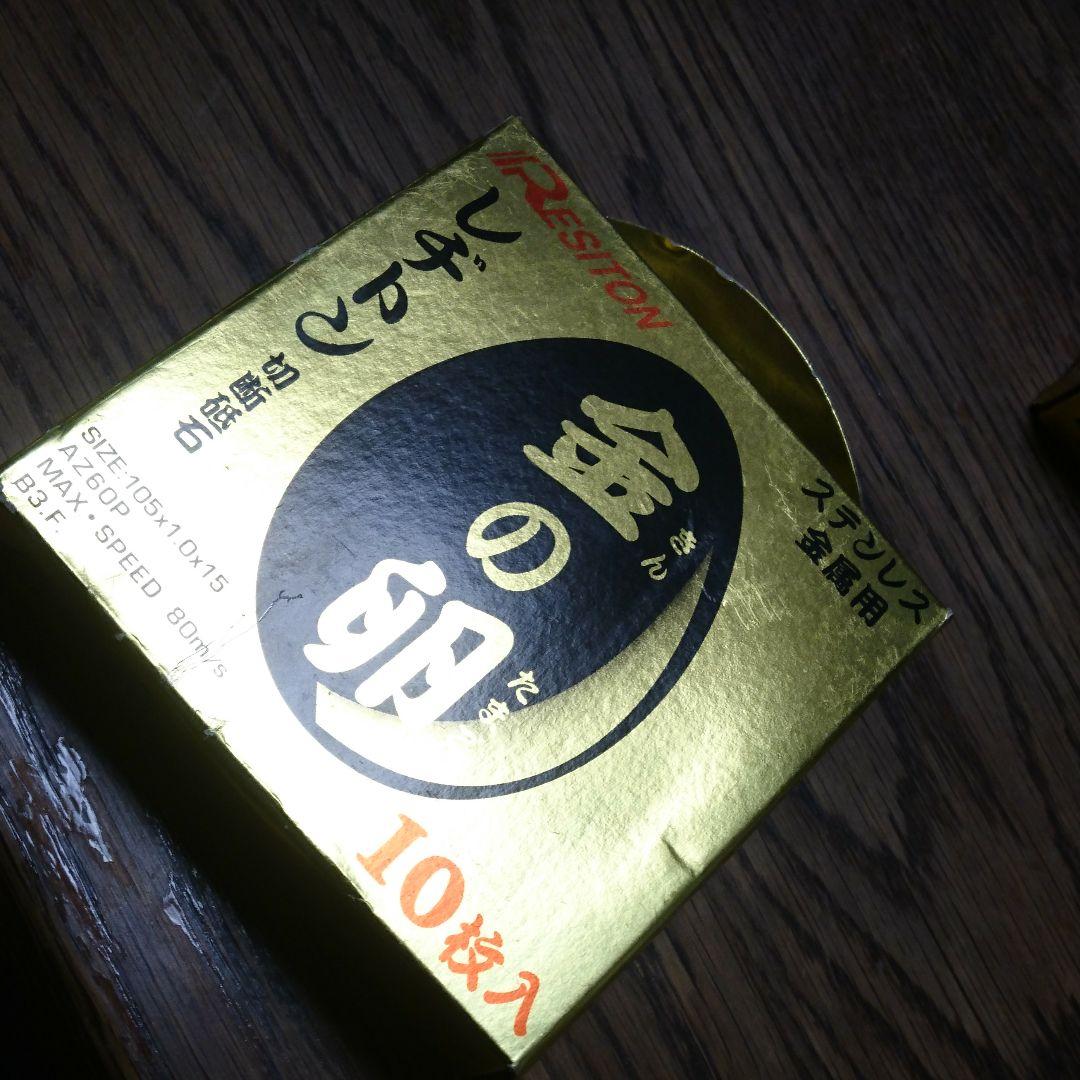 RESITON
レヂトン
切断砥石
SIZE:105x1.0x15
AZ60P
MAX・SPEED 80m/s
B3.F.
金の卵
きん
たまご
ステンレス
金属用
10枚入